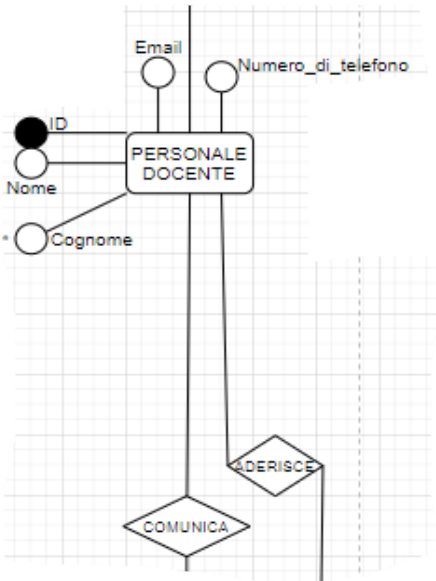 Email
Numero_di_telefono
ID
PERSONALE
DOCENTE
Nome
* Cognome
ADERISCE
COMUNICA